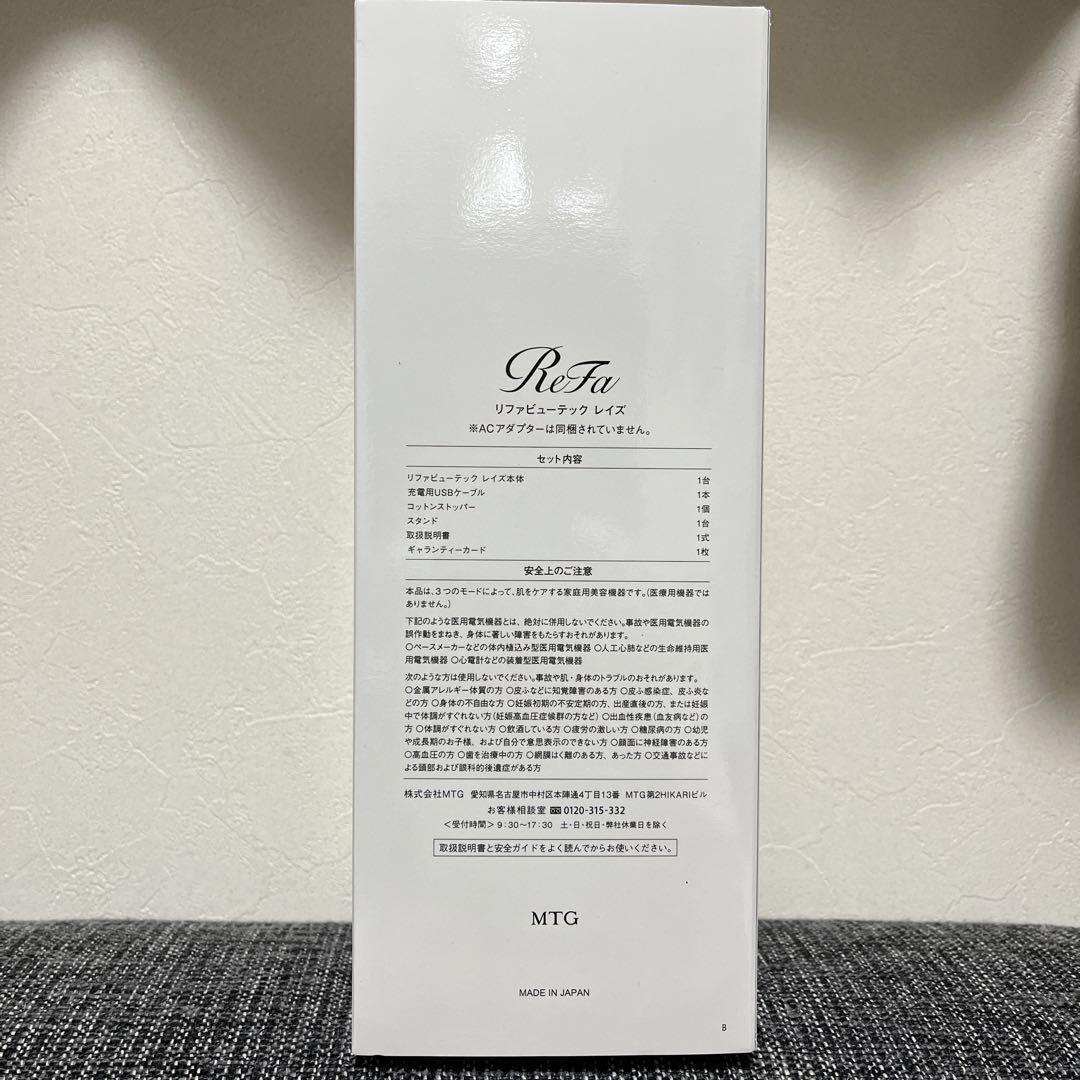 ReFa
リファビューテック レイズ
※ACアダプターは同梱されていません。
セット内容
リファビューテック レイズ本体 1台
充電用USBケーブル 1本
コットンストッパー 1個
スタンド 1台
取扱説明書 1式
ギャランティーカード 1枚
安全上のご注意
本品は、3つのモードによって、肌をケアする家庭用美容機器です。(医療用機器では
ありません。)
下記のような医用電気機器とは、絶対に併用しないでください。事故や医用電気機器の
誤作動をまねき、身体に著しい障害をもたらすおそれがあります。
○ペースメーカーなどの体内植込み型医用電気機器 ○人工心肺などの生命維持用医
用電気機器 ○心電計などの装着型医用電気機器
次のような方は使用しないでください。事故や肌・身体のトラブルのおそれがあります。
○金属アレルギー体質の方 ○皮ふなどに知覚障害のある方 ○皮ふ感染症、皮ふ炎な
どの方 ○身体の不自由な方 ○妊娠初期の不安定期の方、出産直後の方、または妊娠
中で体調がすぐれない方(妊娠高血圧症候群の方など) ○出血性疾患(血友病など)の
方 ○体調がすぐれない方 ○飲酒している方 ○疲労の激しい方 ○糖尿病の方 ○幼児
や成長期のお子様、および自分で意思表示のできない方 ○顔面に神経障害のある方
○高血圧の方 ○歯を治療中の方 ○網膜はく離のある方、あった方 ○交通事故などに
よる頭部および眼科的後遺症がある方
株式会社MTG 愛知県名古屋市中村区本陣通4丁目13番 MTG第2HIKARIビル
お客様相談室 0120-315-332
<受付時間> 9:30~17:30 土・日・祝日・弊社休業日を除く
取扱説明書と安全ガイドをよく読んでからお使いください。
MTG
MADE IN JAPAN
B